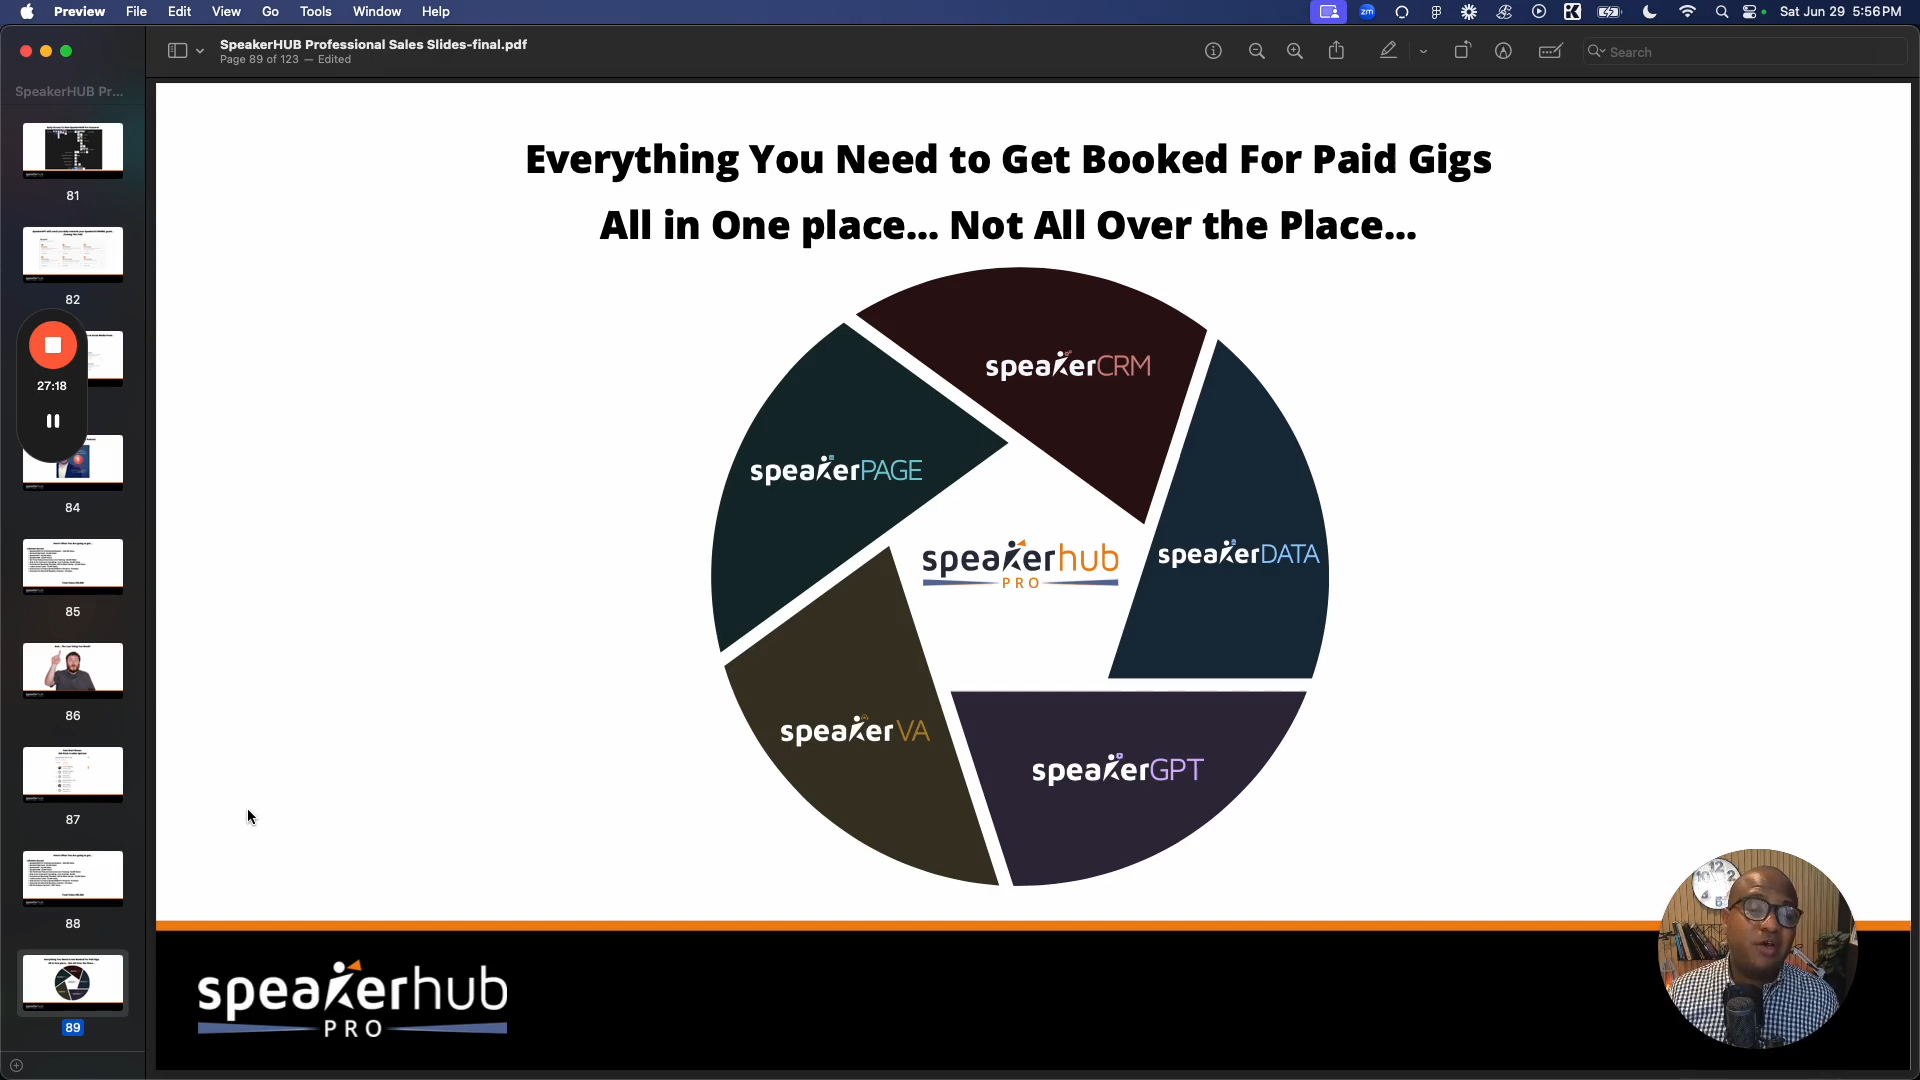 Preview File Edit View Go Tools Window Help
zm
Sat Jun 29 5:56 PM
SpeakerHUB Professional Sales Slides-final.pdf
Page 89 of 123 — Edited
Search
SpeakerHUB Pr...
81
82
27:18
84
85
86
87
88
89
Everything You Need to Get Booked For Paid Gigs
All in One place... Not All Over the Place...
speakerCRM
speakerPAGE
speakerDATA
speakerhub
PRO
speakerVA
speakerGPT
speakerhub
PRO